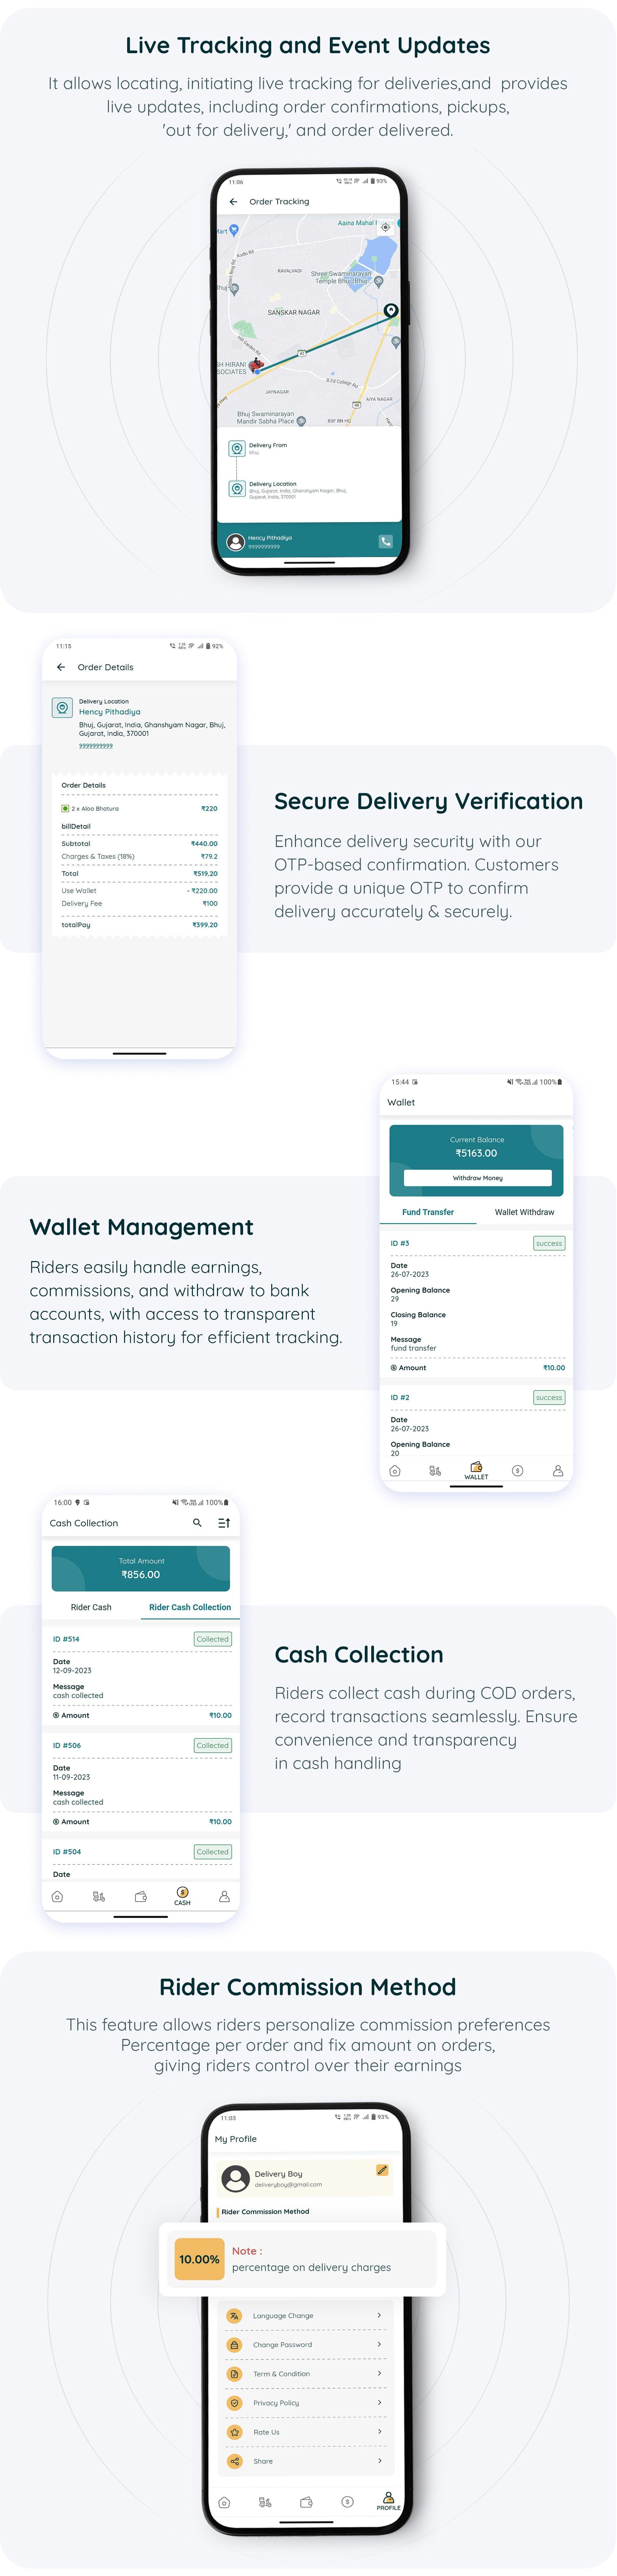 Live Tracking and Event Updates
It allows locating, initiating live tracking for deliveries,and provides
live updates, including order confirmations, pickups,
'out for delivery,' and order delivered.
11:06
93%
Order Tracking
Aaina Mahal
Mart
RAVALVADI
Shree Swaminarayan
Temple Bhuj
SANSKAR NAGAR
SH HIRANI
SOCIATES
JAYNAGAR
B.Ed College Rd
AIYA NAGAR
Bhuj Swaminarayan
Mandir Sabha Place
BSF BN HQ
Delivery From
bhuj
Delivery Location
Bhuj, Gujarat, India, Ghanshyam Nagar, Bhuj,
Gujarat, india, 370001
Hency Pithadiya
9999999999
11:15
92%
Order Details
Delivery Location
Hency Pithadiya
Bhuj, Gujarat, India, Ghanshyam Nagar, Bhuj,
Gujarat, india, 370001
9999999999
Order Details
2 x Aloo Bhatura ₹220
billDetail
Subtotal ₹440.00
Charges & Taxes (18%) ₹79.2
Total ₹519.20
Use Wallet - ₹220.00
Delivery Fee ₹100
totalPay ₹399.20
Secure Delivery Verification
Enhance delivery security with our
OTP-based confirmation. Customers
provide a unique OTP to confirm
delivery accurately & securely.
15:44
100%
Wallet
Current Balance
₹5163.00
Withdraw Money
Fund Transfer Wallet Withdraw
ID #3 success
Date
26-07-2023
Opening Balance
29
Closing Balance
19
Message
fund transfer
Amount ₹10.00
ID #2 success
Date
26-07-2023
Opening Balance
20
WALLET
Wallet Management
Riders easily handle earnings,
commissions, and withdraw to bank
accounts, with access to transparent
transaction history for efficient tracking.
16:00
100%
Cash Collection
Total Amount
₹856.00
Rider Cash Rider Cash Collection
ID #514 Collected
Date
12-09-2023
Message
cash collected
Amount ₹10.00
ID #506 Collected
Date
11-09-2023
Message
cash collected
Amount ₹10.00
ID #504 Collected
Date
CASH
Cash Collection
Riders collect cash during COD orders,
record transactions seamlessly. Ensure
convenience and transparency
in cash handling
Rider Commission Method
This feature allows riders personalize commission preferences
Percentage per order and fix amount on orders,
giving riders control over their earnings
11:03
93%
My Profile
Delivery Boy
deliveryboy@gmail.com
Rider Commission Method
10.00%
Note :
percentage on delivery charges
Language Change
Change Password
Term & Condition
Privacy Policy
Rate Us
Share
PROFILE